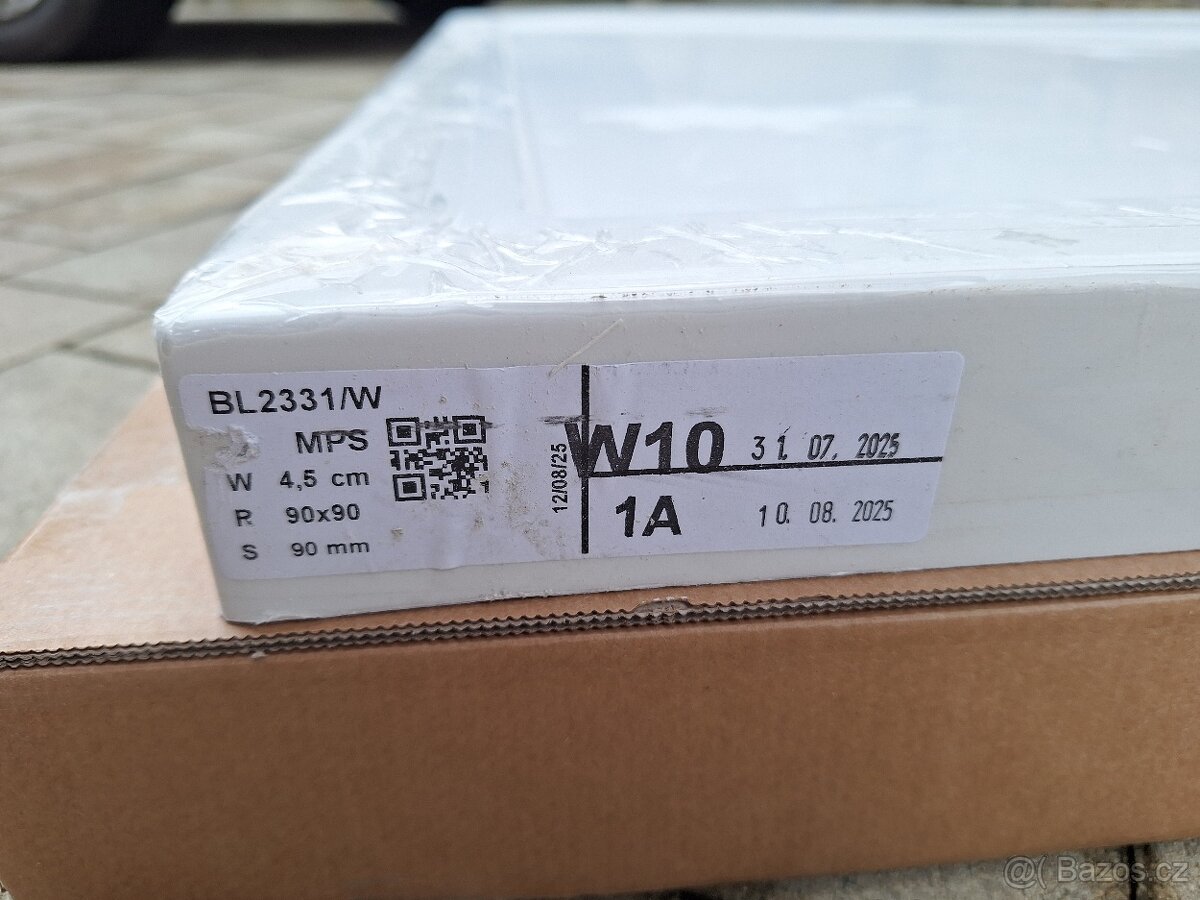 BL2331/W
MPS
W 4,5 cm
R 90x90
S 90 mm
12/08/25
W10 31. 07. 2025
1A 10. 08. 2025
@( Bazoš.cz